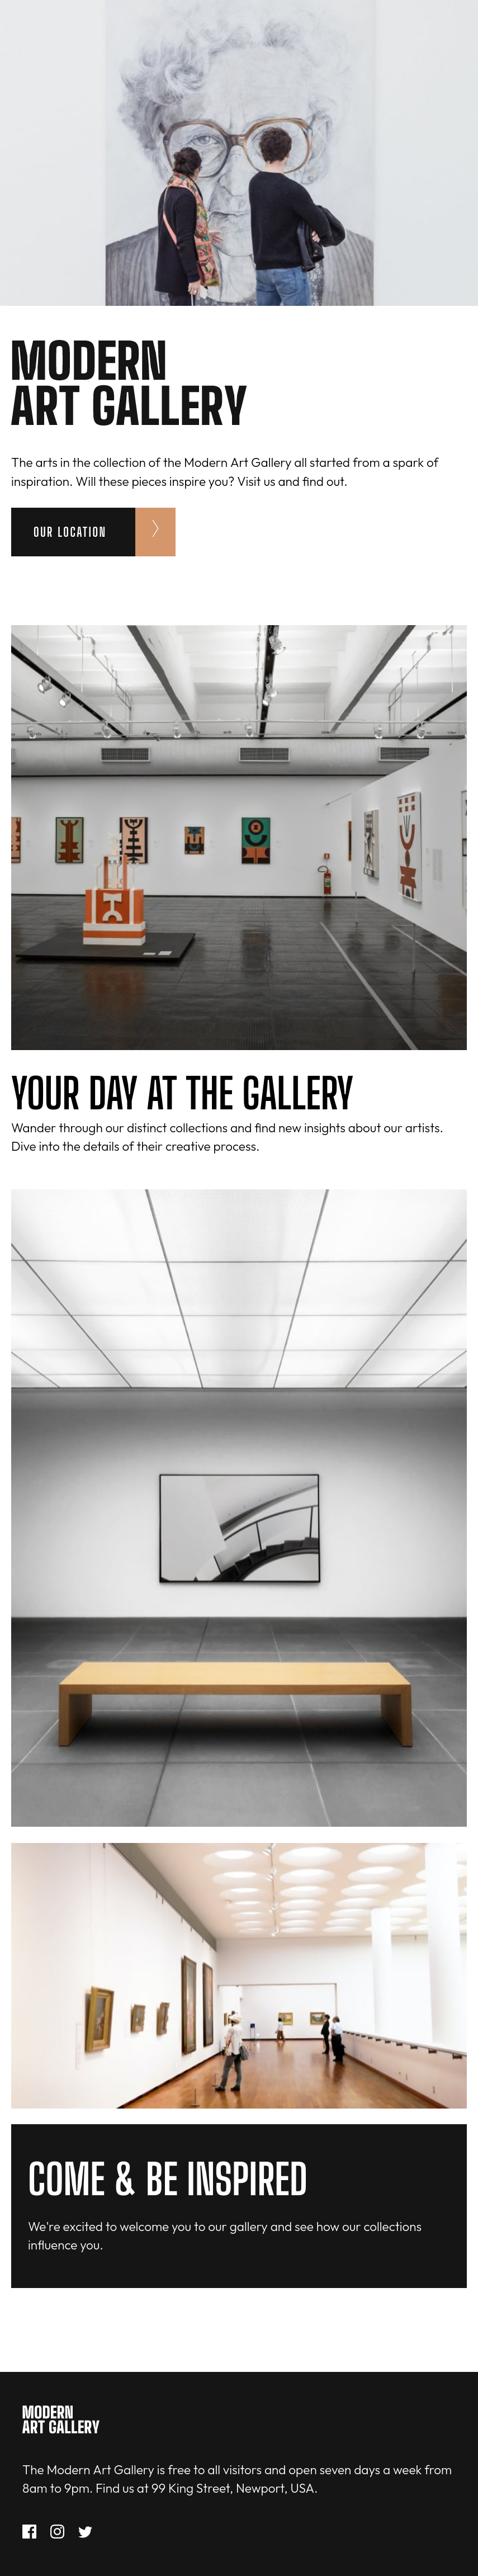 MODERN
ART GALLERY
The arts in the collection of the Modern Art Gallery all started from a spark of
inspiration. Will these pieces inspire you? Visit us and find out.
OUR LOCATION
YOUR DAY AT THE GALLERY
Wander through our distinct collections and find new insights about our artists.
Dive into the details of their creative process.
COME & BE INSPIRED
We're excited to welcome you to our gallery and see how our collections
influence you.
MODERN
ART GALLERY
The Modern Art Gallery is free to all visitors and open seven days a week from
8am to 9pm. Find us at 99 King Street, Newport, USA.